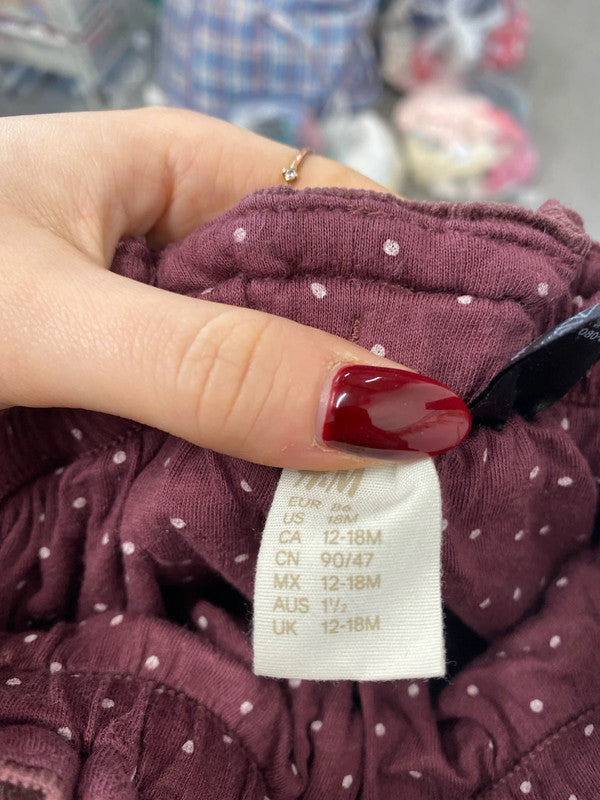 H&M
EUR 86
US 18M
CA 12-18M
CN 90/47
MX 12-18M
AUS 1½
UK 12-18M